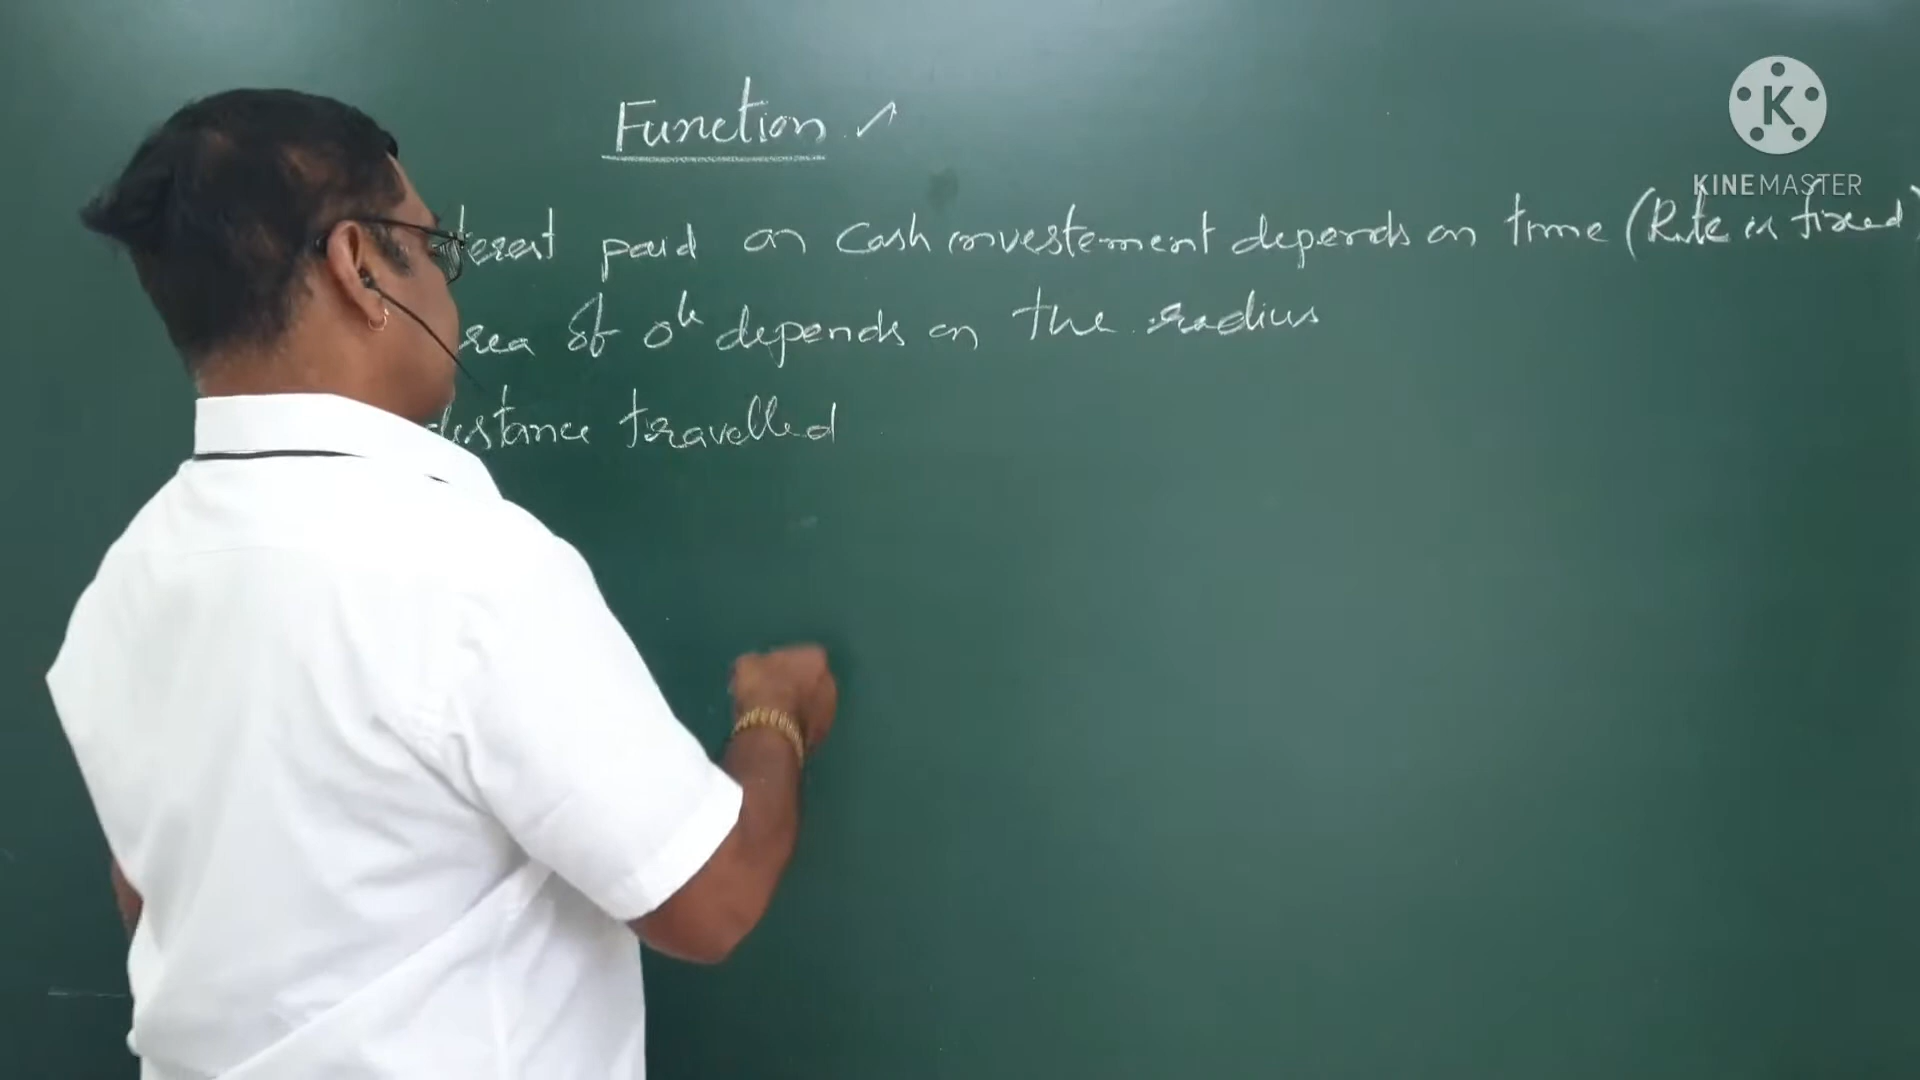 Function
terest paid on cash investement depends on time (Rate is fixed)
rea of 0le depends on the radius
distance travelled
K
KINEMASTER